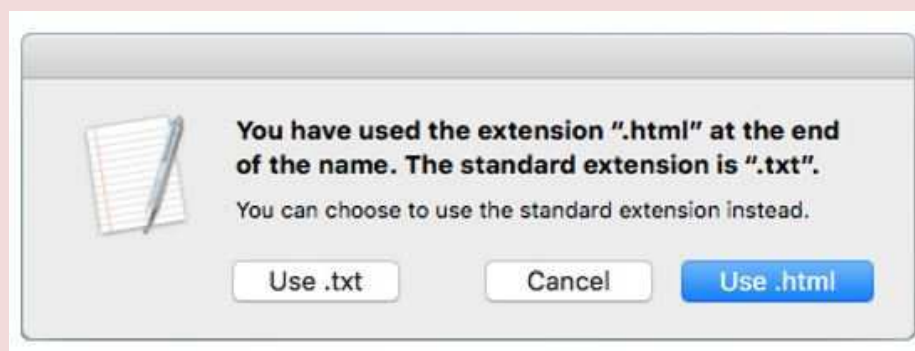 You have used the extension “.html” at the end
of the name. The standard extension is “.txt”.
You can choose to use the standard extension instead.
Use .txt
Cancel
Use .html